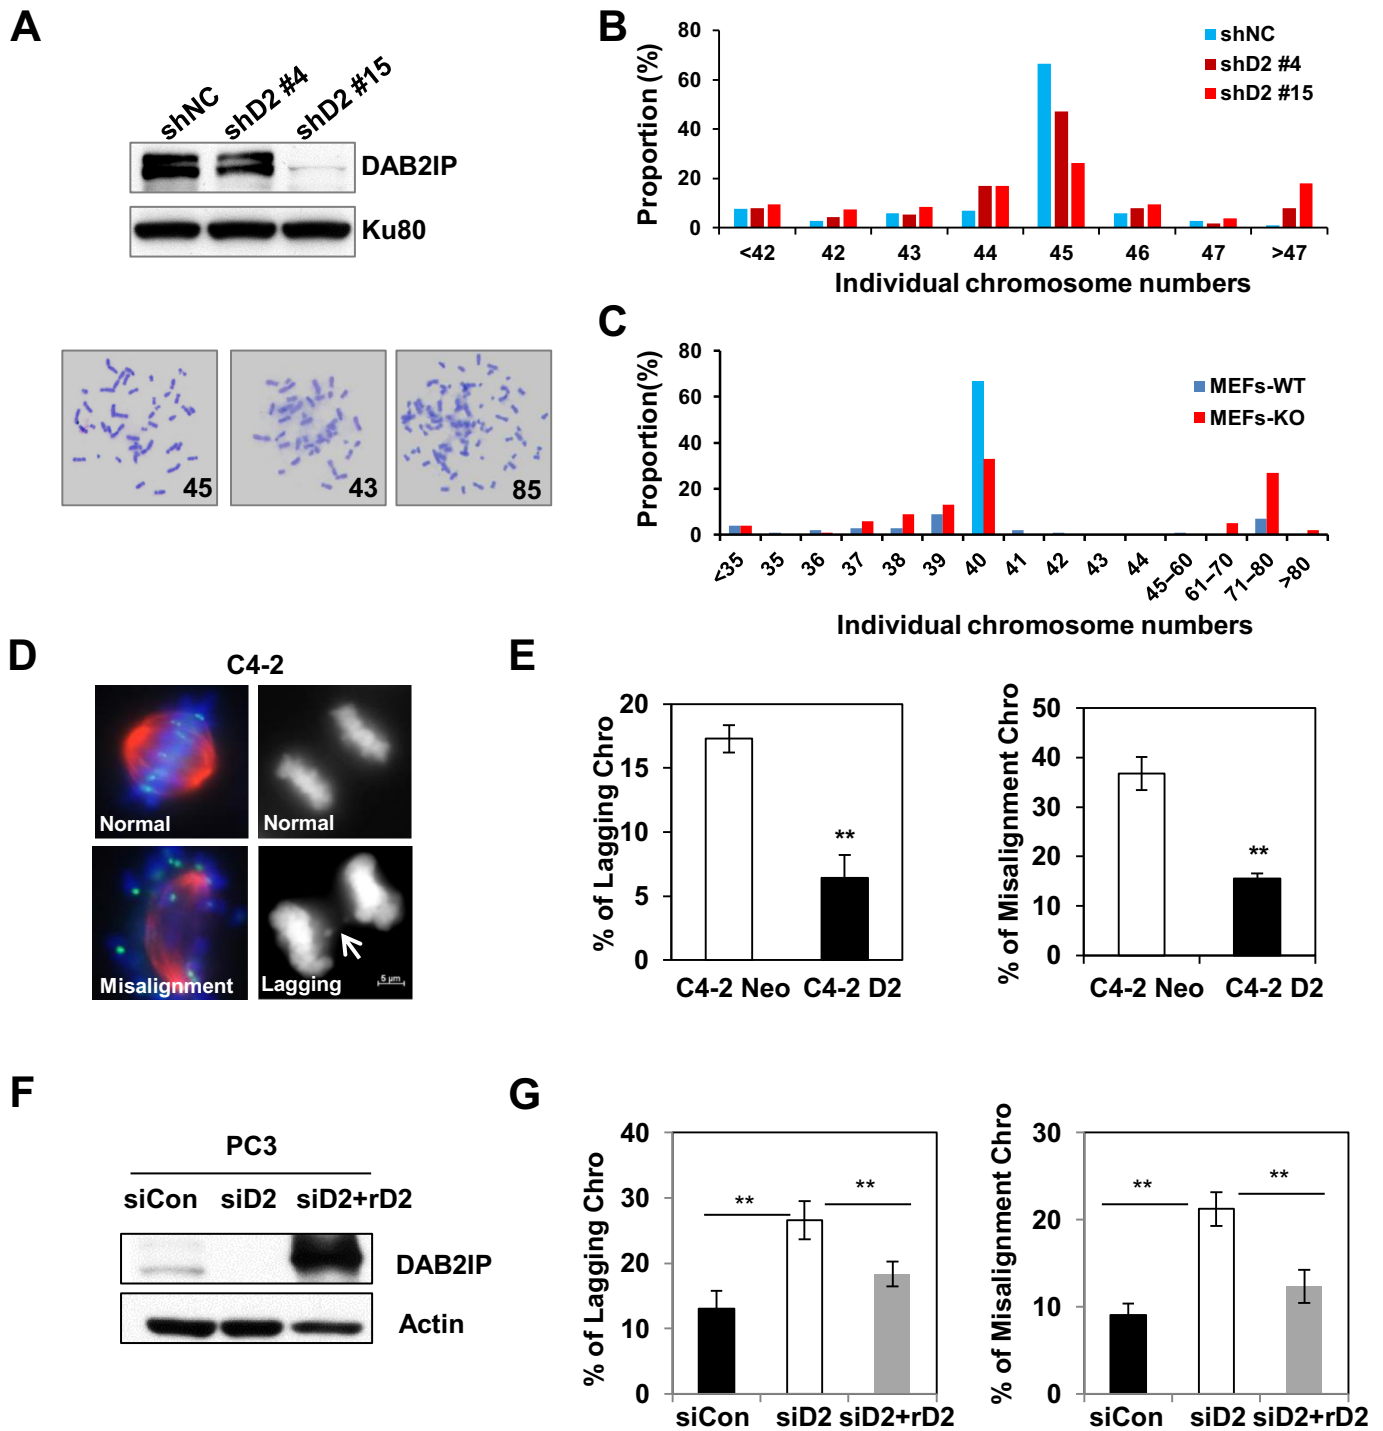 A
shNC
shD2 #4
shD2 #15
DAB2IP
Ku80
45
43
85
B
80
60
40
20
0
Proportion (%)
shNC
shD2 #4
shD2 #15
<42 42 43 44 45 46 47 >47
Individual chromosome numbers
C
80
60
40
20
0
Proportion(%)
MEFs-WT
MEFs-KO
<35 35 36 37 38 39 40 41 42 43 44 45–60 61–70 71–80 >80
Individual chromosome numbers
D
C4-2
Normal
Normal
Misalignment
Lagging
5 µm
E
20
15
10
5
0
% of Lagging Chro
**
C4-2 Neo C4-2 D2
50
40
30
20
10
0
% of Misalignment Chro
**
C4-2 Neo C4-2 D2
F
PC3
siCon siD2 siD2+rD2
DAB2IP
Actin
G
40
30
20
10
0
% of Lagging Chro
** **
siCon siD2 siD2+rD2
30
20
10
0
% of Misalignment Chro
** **
siCon siD2 siD2+rD2